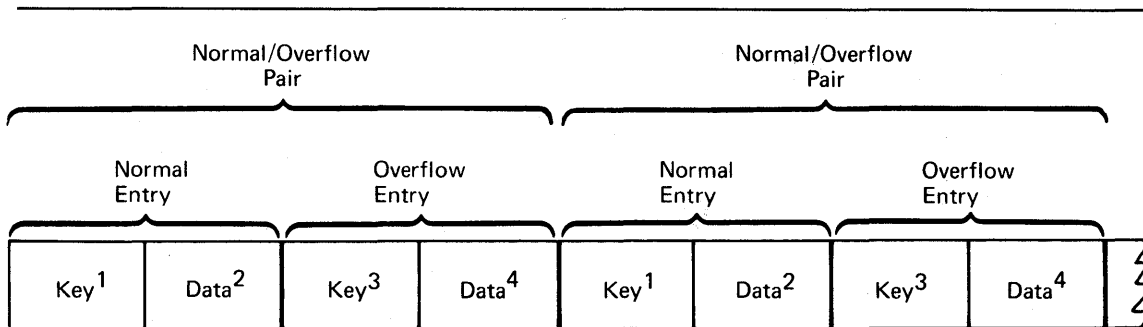 Normal/Overflow Normal/Overflow
Pair Pair
Normal Overflow Normal Overflow
Entry Entry Entry Entry
Key1 Data2 Key3 Data4 Key1 Data2 Key3 Data4